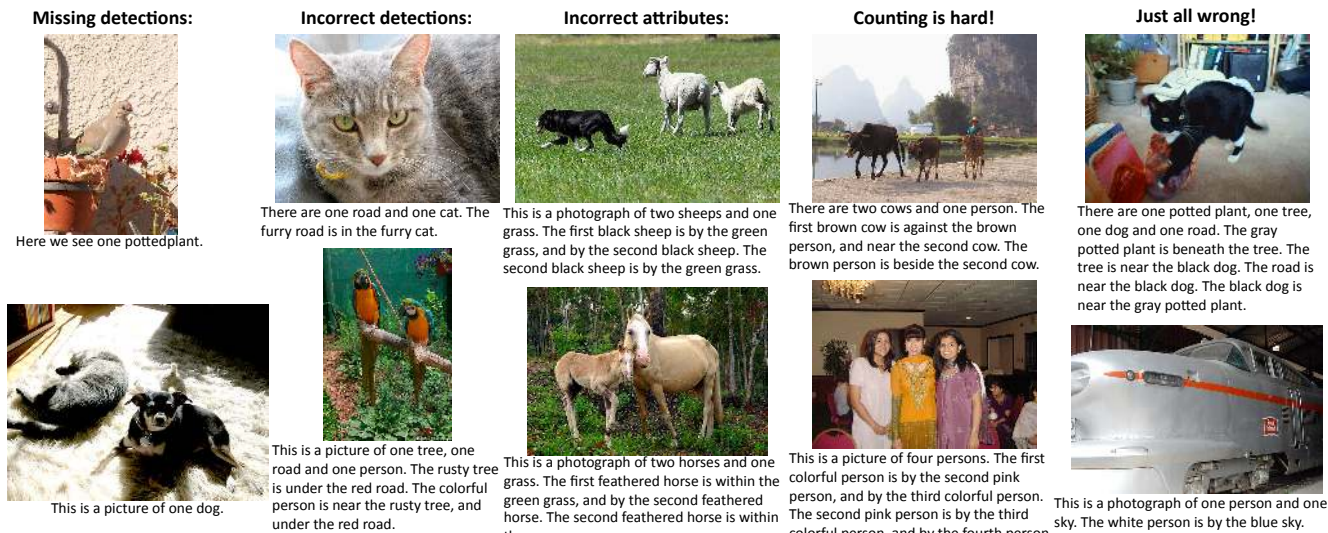 Missing detections:
Here we see one pottedplant.
This is a picture of one dog.
Incorrect detections:
There are one road and one cat. The
furry road is in the furry cat.
This is a picture of one tree, one
road and one person. The rusty tree
is under the red road. The colorful
person is near the rusty tree, and
under the red road.
Incorrect attributes:
This is a photograph of two sheeps and one
grass. The first black sheep is by the green
grass, and by the second black sheep. The
second black sheep is by the green grass.
This is a photograph of two horses and one
grass. The first feathered horse is within the
green grass, and by the second feathered
horse. The second feathered horse is within
Counting is hard!
There are two cows and one person. The
first brown cow is against the brown
person, and near the second cow. The
brown person is beside the second cow.
This is a picture of four persons. The first
colorful person is by the second pink
person, and by the third colorful person.
The second pink person is by the third
colorful person, and by the fourth person
Just all wrong!
There are one potted plant, one tree,
one dog and one road. The gray
potted plant is beneath the tree. The
tree is near the black dog. The road is
near the black dog. The black dog is
near the gray potted plant.
This is a photograph of one person and one
sky. The white person is by the blue sky.